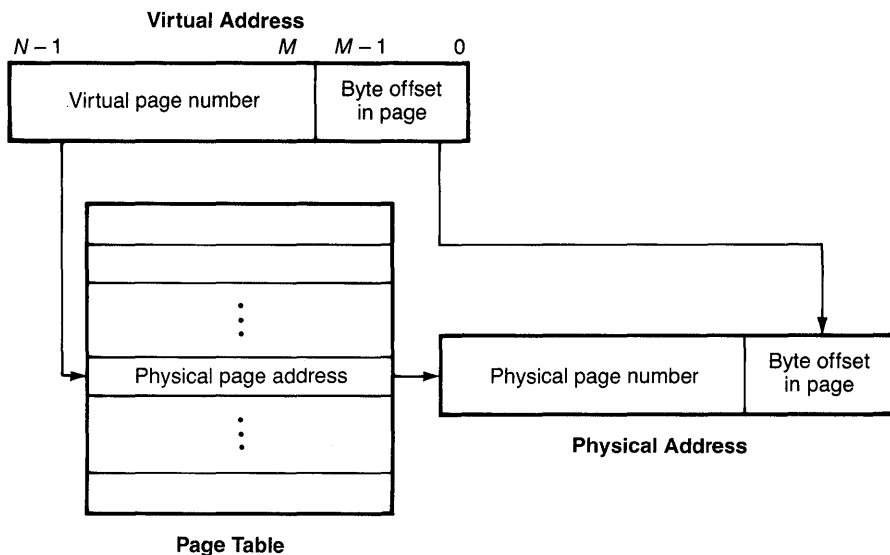 Virtual Address
N – 1 M M – 1 0
Virtual page number
Byte offset
in page
Physical page address
Physical page number
Byte offset
in page
Physical Address
Page Table